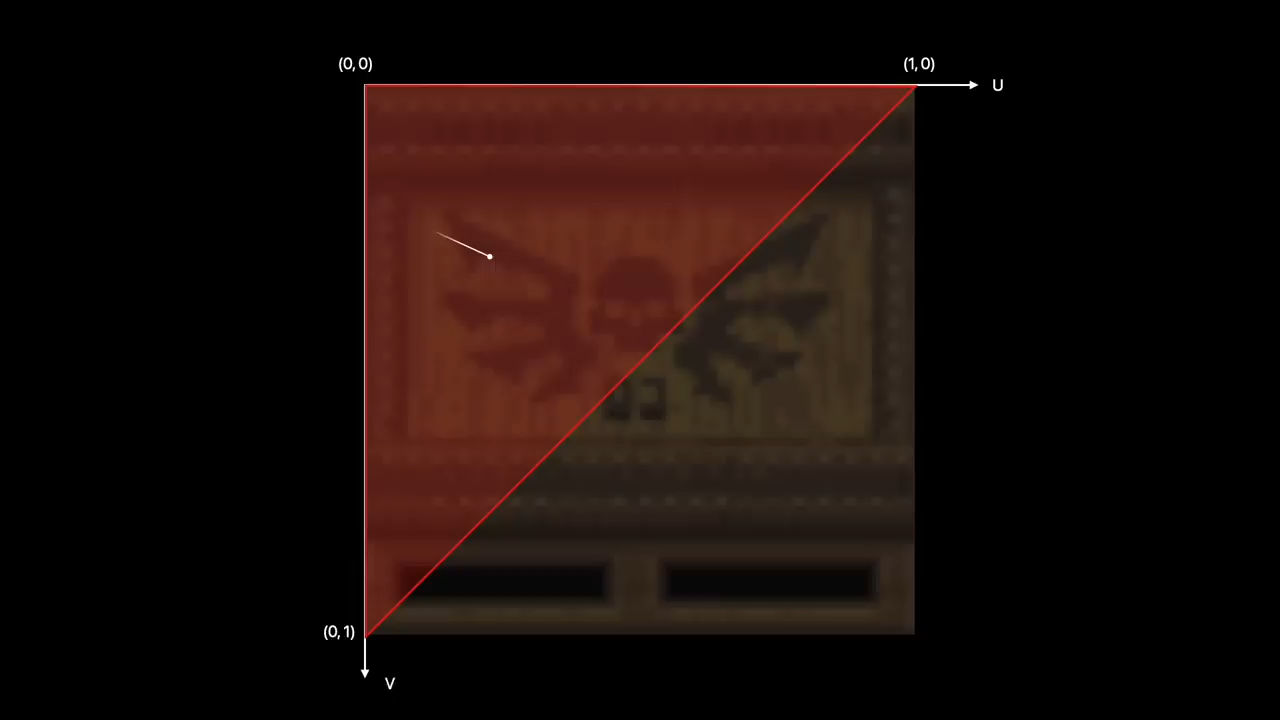 (0, 0)
(1, 0)
U
(0, 1)
V